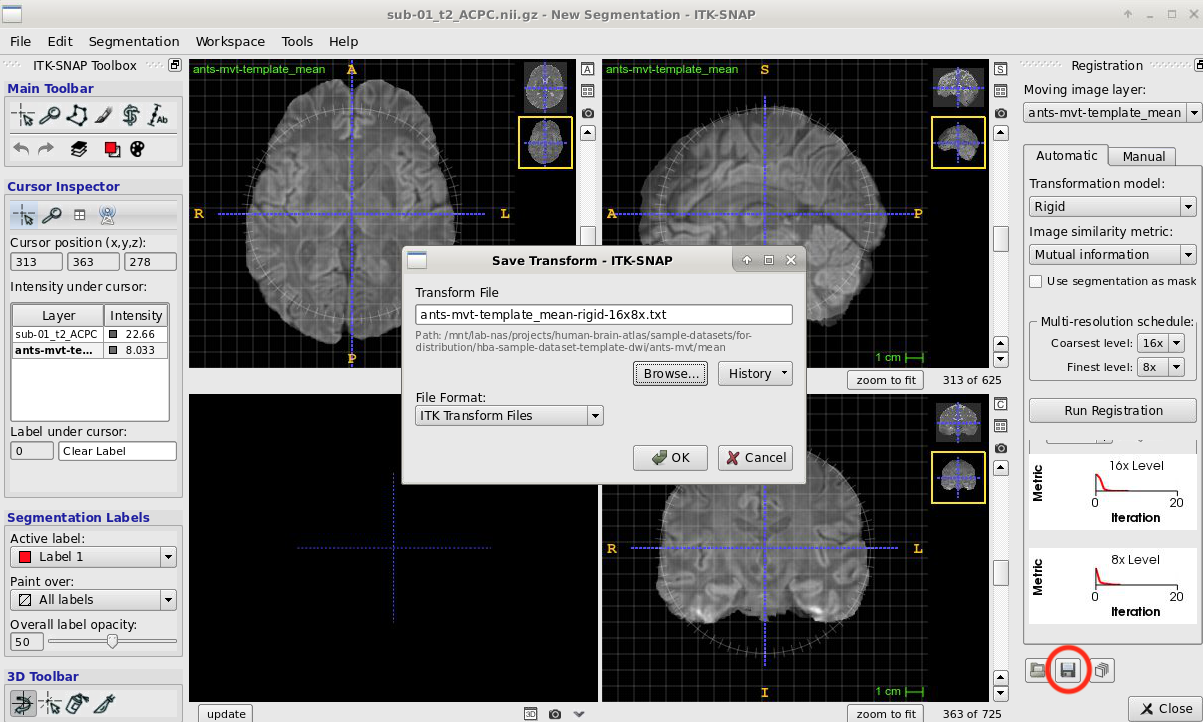 sub-01_t2_ACPC.nii.gz - New Segmentation - ITK-SNAP
File Edit Segmentation Workspace Tools Help
ITK-SNAP Toolbox
Main Toolbar
Cursor Inspector
Cursor position (x,y,z):
313 363 278
Intensity under cursor:
Layer Intensity
sub-01_t2_ACPC 22.66
ants-mvt-te... 8.033
Label under cursor:
0 Clear Label
Segmentation Labels
Active label:
Label 1
Paint over:
All labels
Overall label opacity:
50
3D Toolbar
ants-mvt-template_mean
A
R
L
P
A
ants-mvt-template_mean
S
A
P
1 cm
S
zoom to fit 313 of 625
Save Transform - ITK-SNAP
Transform File
ants-mvt-template_mean-rigid-16x8x.txt
Path: /mnt/lab-nas/projects/human-brain-atlas/sample-datasets/for-
distribution/hba-sample-dataset-template-dwi/ants-mvt/mean
Browse... History
File Format:
ITK Transform Files
OK Cancel
update
3D
R
L
I
1 cm
C
zoom to fit 363 of 725
Registration
Moving image layer:
ants-mvt-template_mean
Automatic Manual
Transformation model:
Rigid
Image similarity metric:
Mutual information
Use segmentation as mask
Multi-resolution schedule:
Coarsest level: 16x
Finest level: 8x
Run Registration
16x Level
Metric
0 20
Iteration
8x Level
Metric
0 20
Iteration
Close